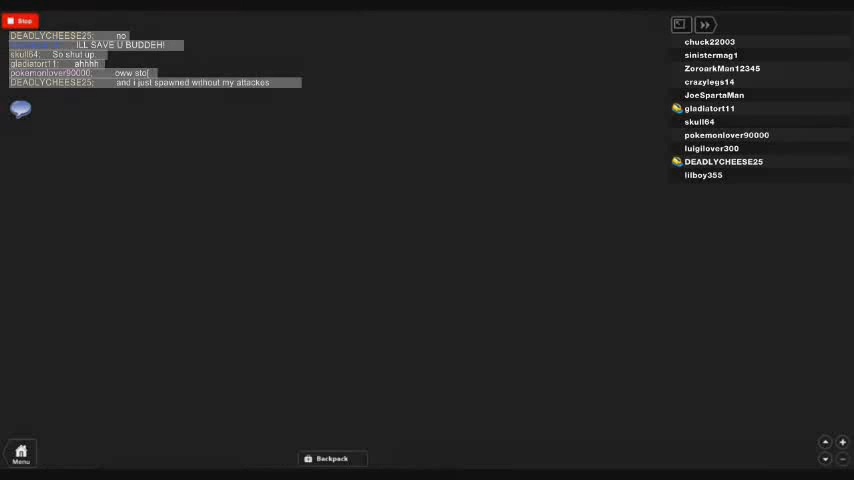 Stop
DEADLYCHEESE25: no
ILL SAVE U BUDDEH!
skull64: So shut up.
gladiatort11: ahhhh
pokemonlover90000: oww sto[
DEADLYCHEESE25: and i just spawned without my attackes
chuck22003
sinistermag1
ZoroarkMan12345
crazylegs14
JoeSpartaMan
gladiatort11
skull64
pokemonlover90000
luigilover300
DEADLYCHEESE25
lilboy355
Menu
Backpack